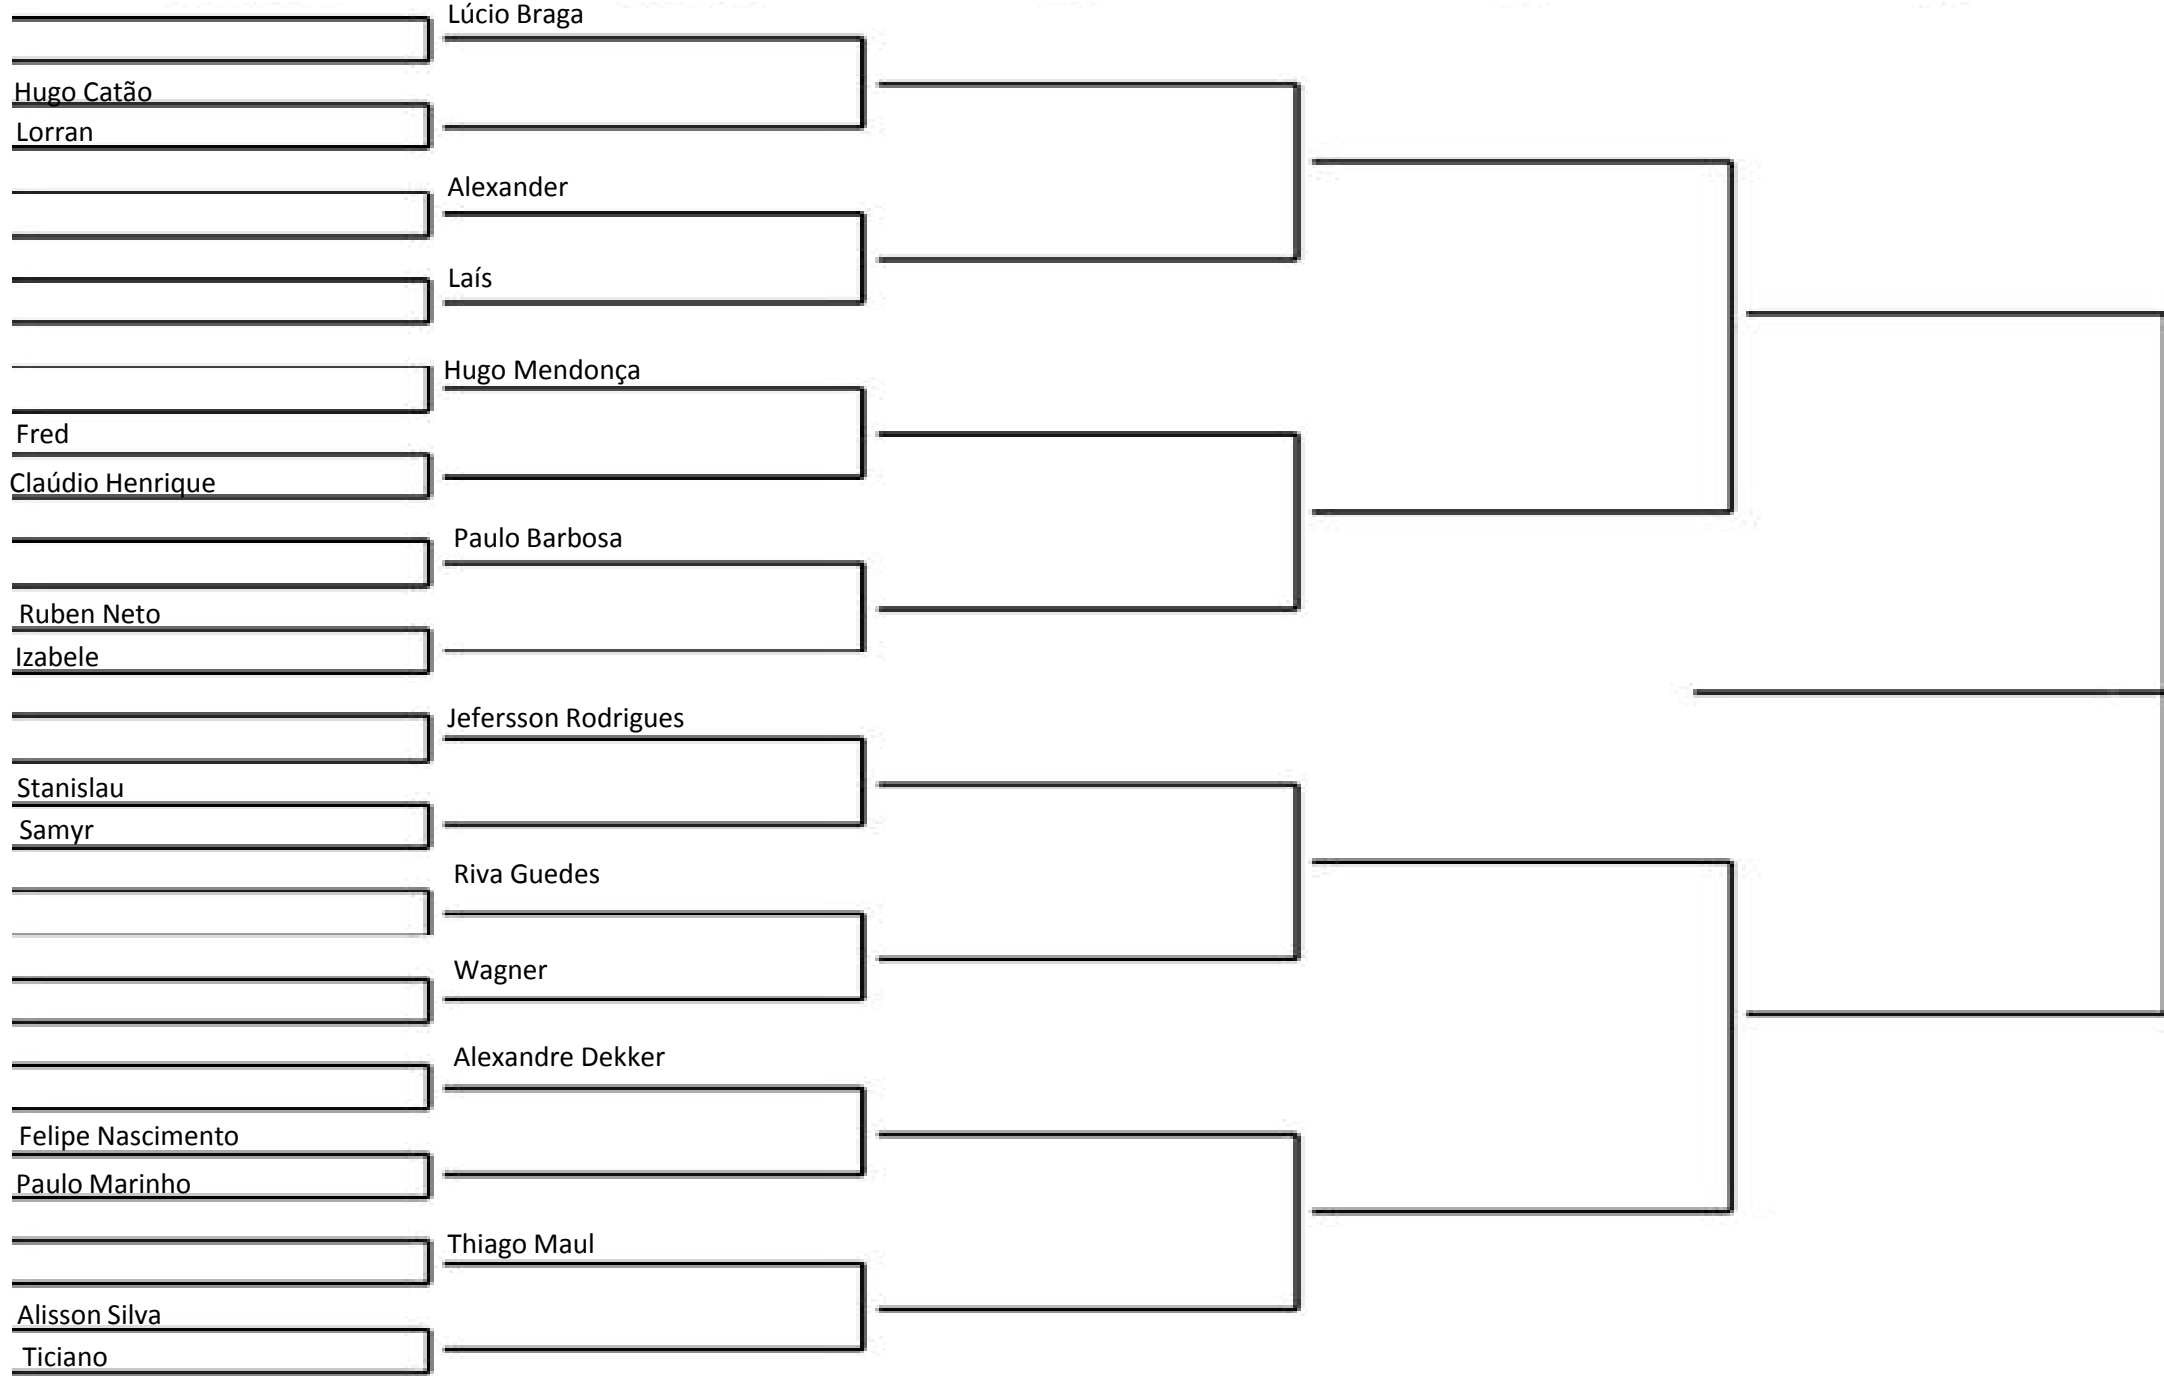 Lúcio Braga
Hugo Catão
Lorran
Alexander
Laís
Hugo Mendonça
Fred
Claúdio Henrique
Paulo Barbosa
Ruben Neto
Izabele
Jefersson Rodrigues
Stanislau
Samyr
Riva Guedes
Wagner
Alexandre Dekker
Felipe Nascimento
Paulo Marinho
Thiago Maul
Alisson Silva
Ticiano